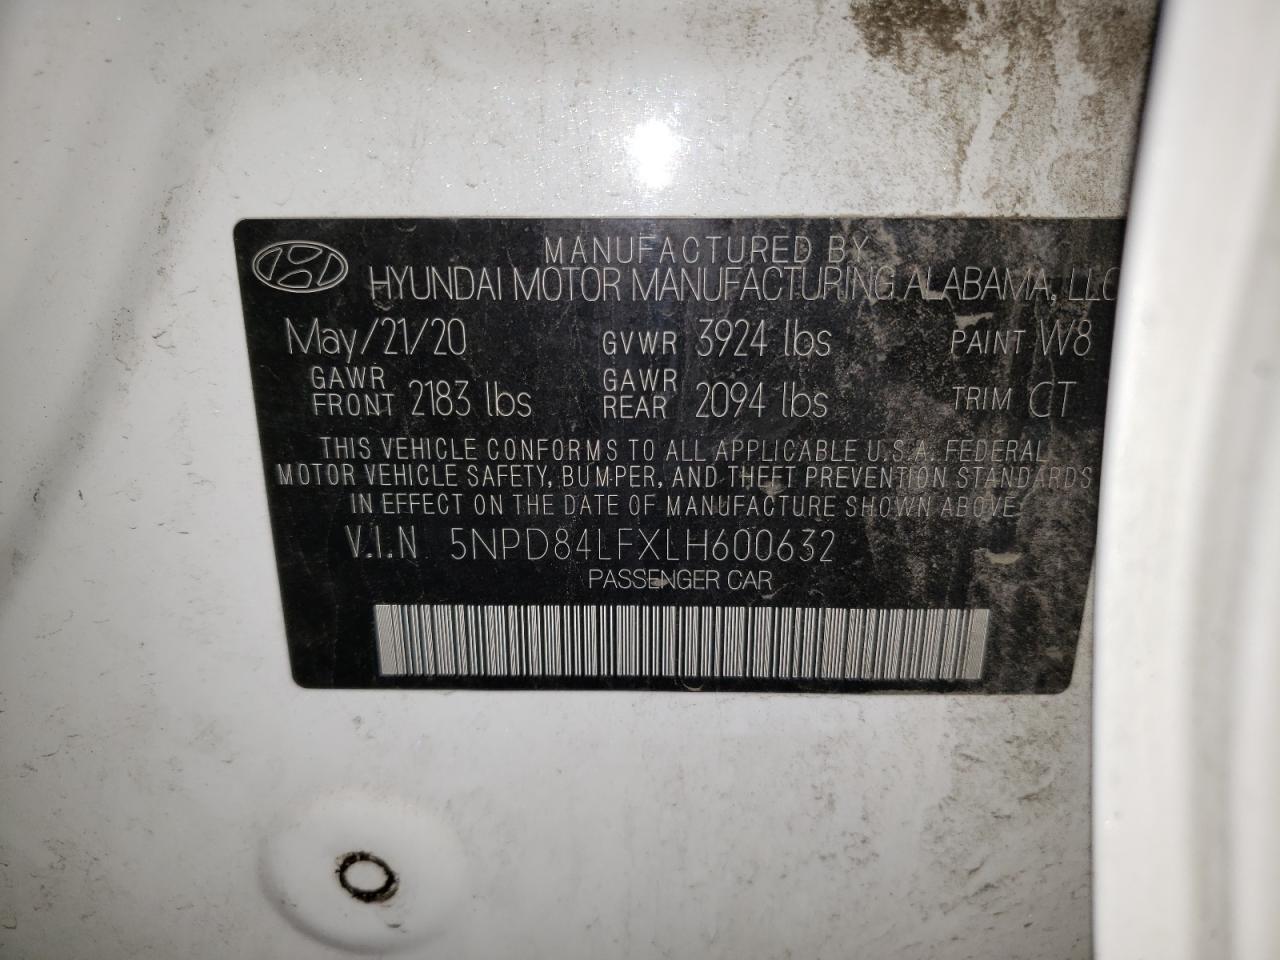 MANUFACTURED BY
HYUNDAI MOTOR MANUFACTURING ALABAMA, LLC
May/21/20 GVWR 3924 lbs PAINT W8
GAWR FRONT 2183 lbs GAWR REAR 2094 lbs TRIM CT
THIS VEHICLE CONFORMS TO ALL APPLICABLE U.S.A. FEDERAL
MOTOR VEHICLE SAFETY, BUMPER, AND THEFT PREVENTION STANDARDS
IN EFFECT ON THE DATE OF MANUFACTURE SHOWN ABOVE.
V.I.N 5NPD84LFXLH600632
PASSENGER CAR